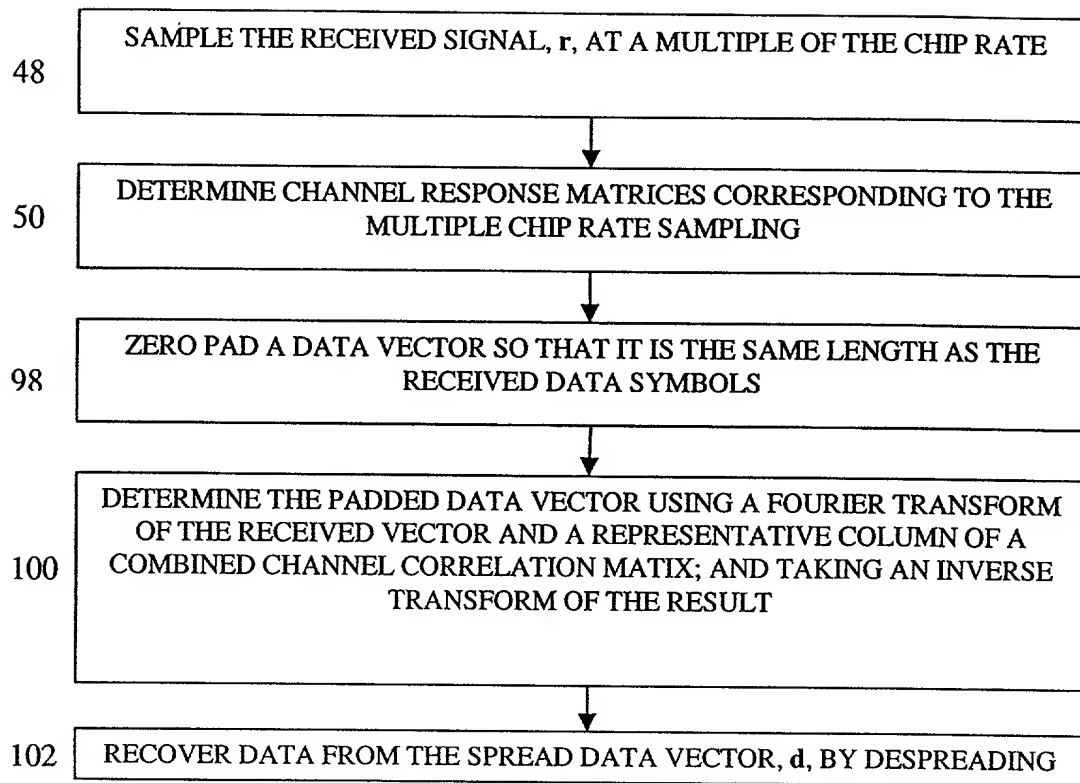 48
SAMPLE THE RECEIVED SIGNAL, r, AT A MULTIPLE OF THE CHIP RATE
50
DETERMINE CHANNEL RESPONSE MATRICES CORRESPONDING TO THE
MULTIPLE CHIP RATE SAMPLING
98
ZERO PAD A DATA VECTOR SO THAT IT IS THE SAME LENGTH AS THE
RECEIVED DATA SYMBOLS
100
DETERMINE THE PADDED DATA VECTOR USING A FOURIER TRANSFORM
OF THE RECEIVED VECTOR AND A REPRESENTATIVE COLUMN OF A
COMBINED CHANNEL CORRELATION MATIX; AND TAKING AN INVERSE
TRANSFORM OF THE RESULT
102
RECOVER DATA FROM THE SPREAD DATA VECTOR, d, BY DESPREADING